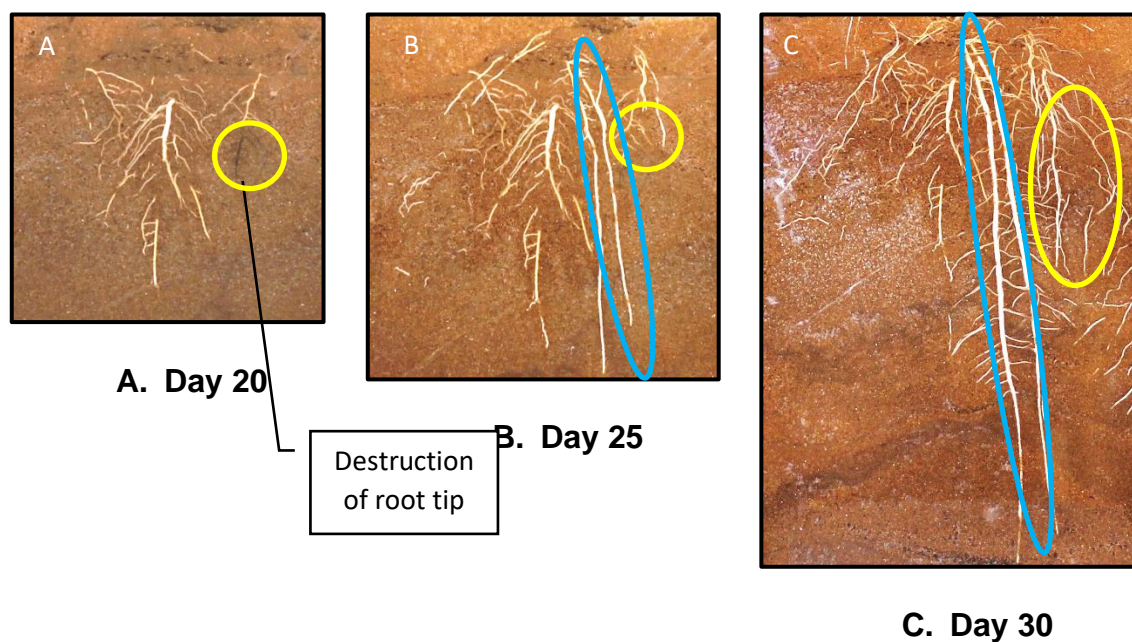 A
B
C
A. Day 20
B. Day 25
Destruction
of root tip
C. Day 30